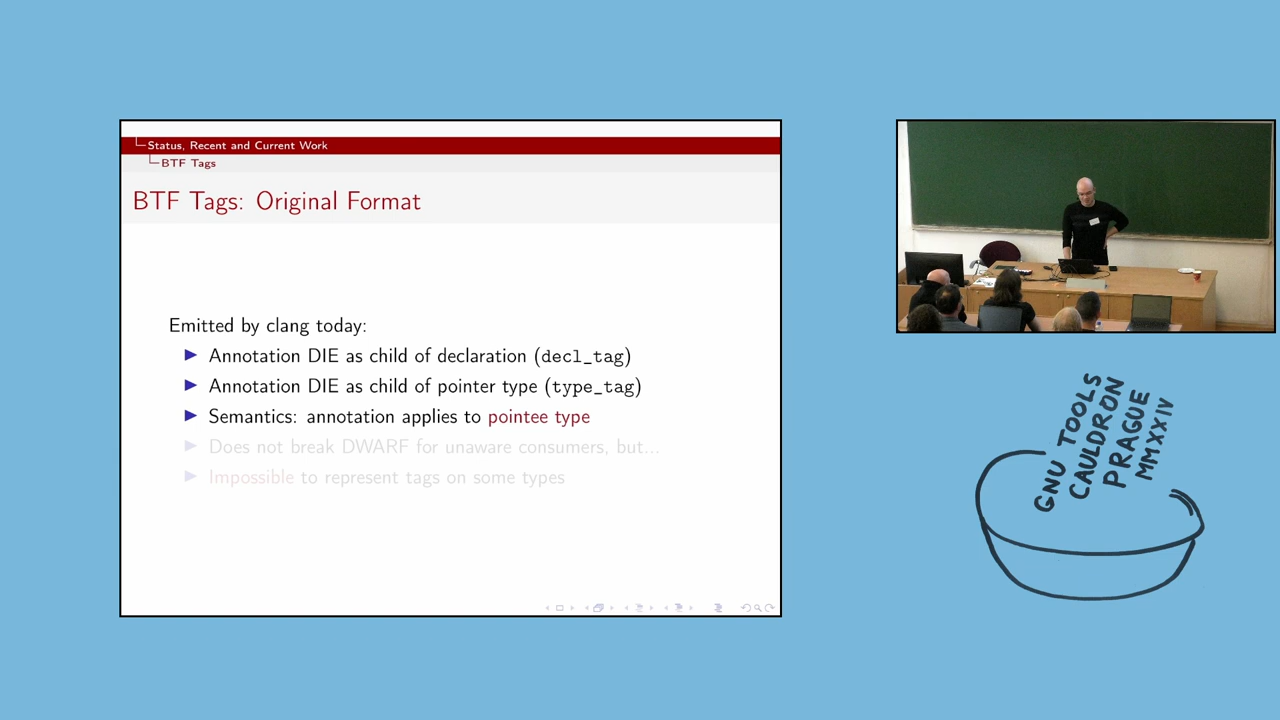 Status, Recent and Current Work
BTF Tags
BTF Tags: Original Format
Emitted by clang today:
Annotation DIE as child of declaration (decl_tag)
Annotation DIE as child of pointer type (type_tag)
Semantics: annotation applies to pointee type
Does not break DWARF for unaware consumers, but...
Impossible to represent tags on some types
GNU TOOLS
CAULDRON
PRAGUE
MMXXIV